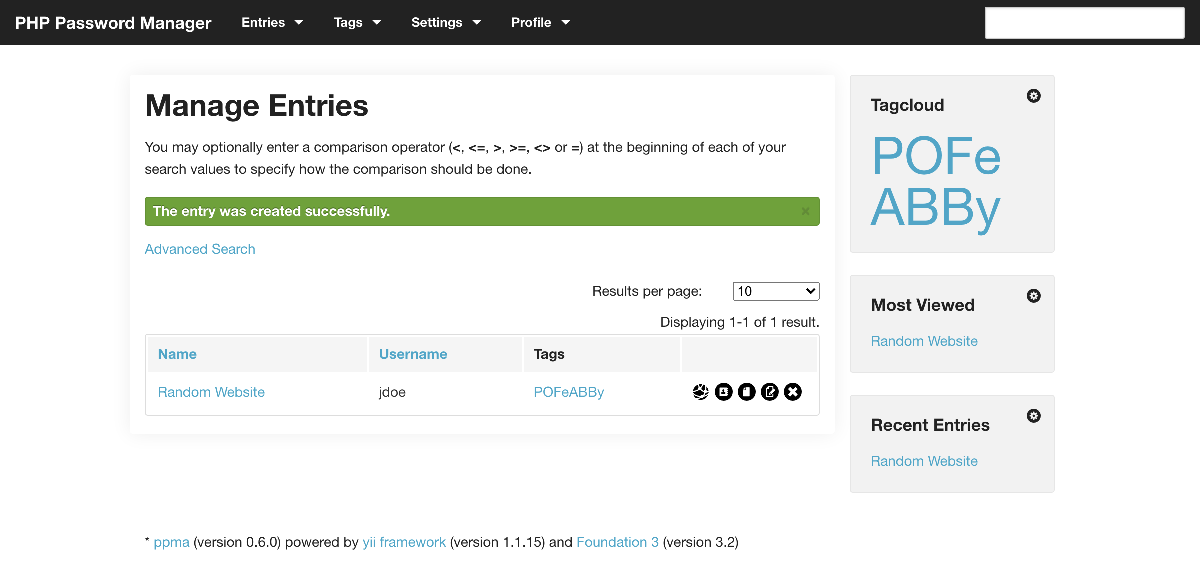 PHP Password Manager Entries Tags Settings Profile
Manage Entries
You may optionally enter a comparison operator (<, <=, >, >=, <> or =) at the beginning of each of your
search values to specify how the comparison should be done.
The entry was created successfully. ×
Advanced Search
Results per page: 10
Displaying 1-1 of 1 result.
Name Username Tags
Random Website jdoe POFeABBy
Tagcloud
POFe
ABBy
Most Viewed
Random Website
Recent Entries
Random Website
* ppma (version 0.6.0) powered by yii framework (version 1.1.15) and Foundation 3 (version 3.2)